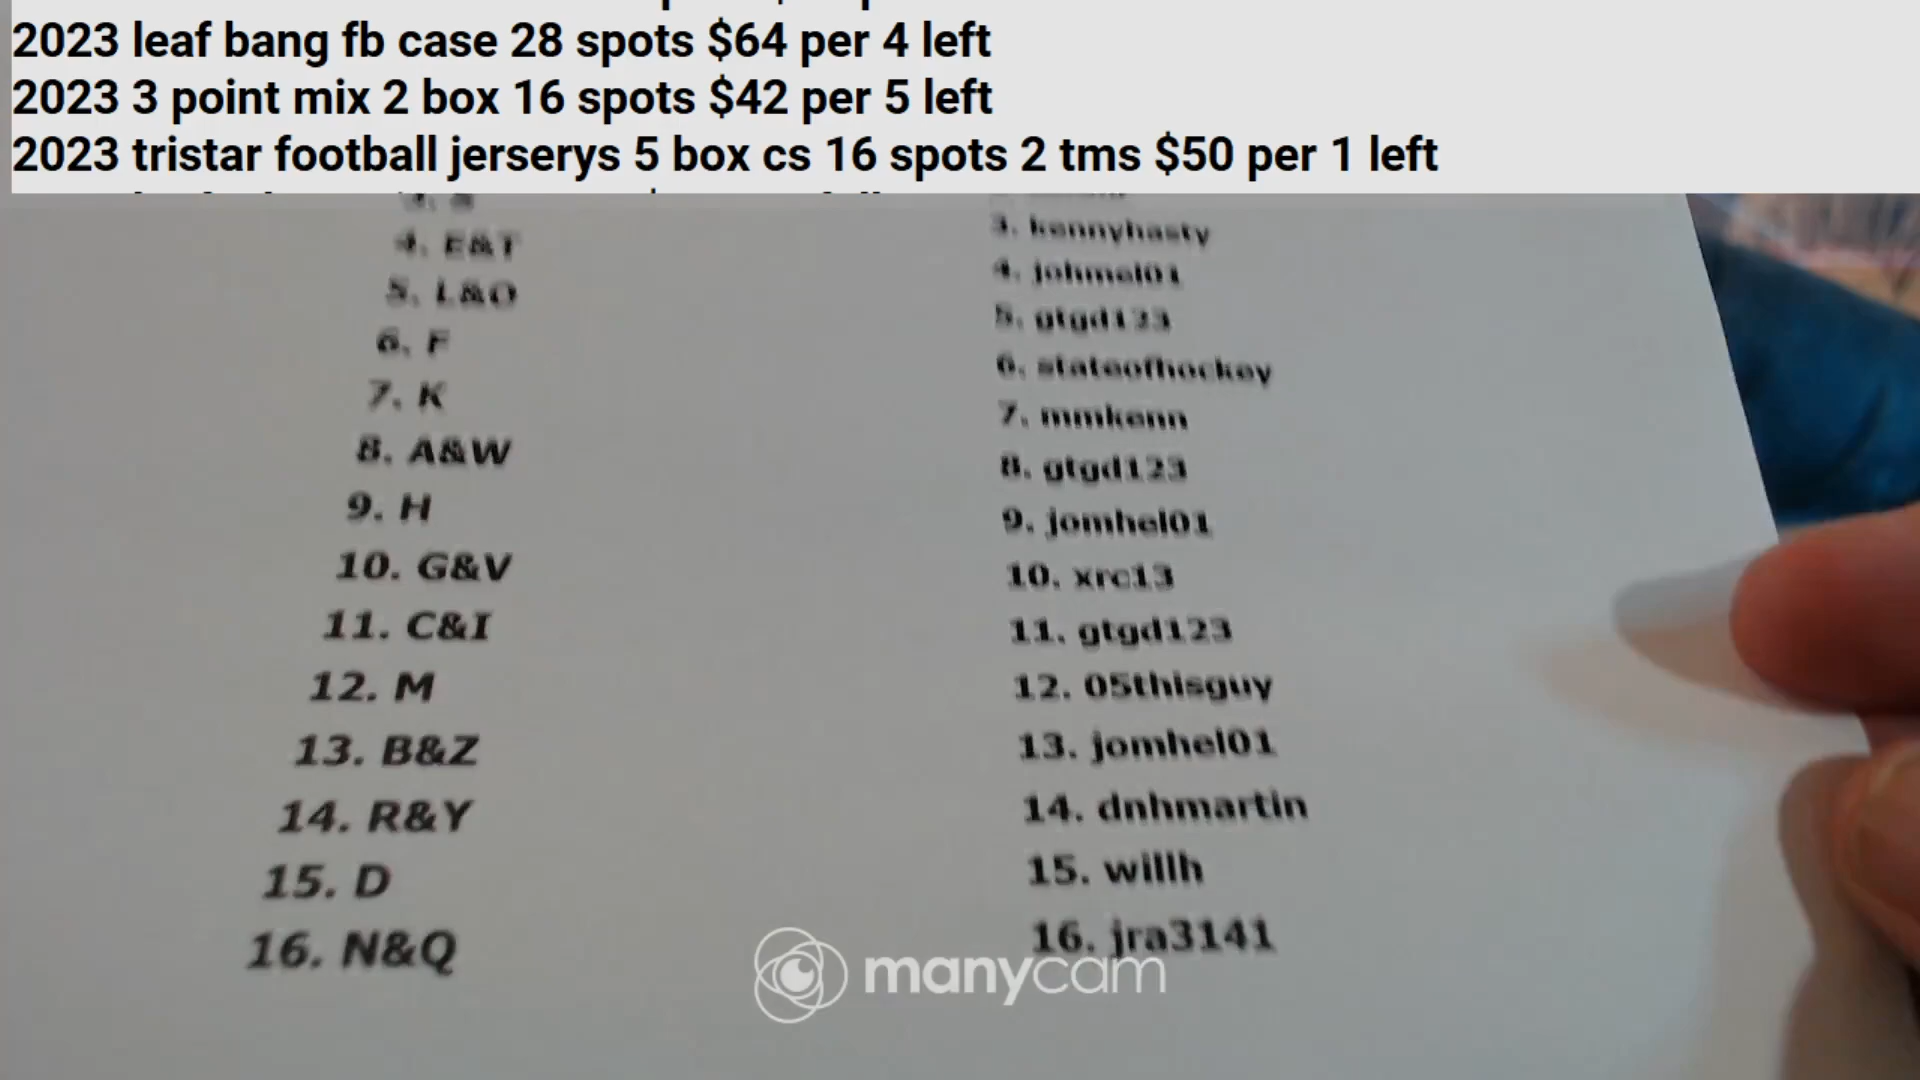 2023 leaf bang fb case 28 spots $64 per 4 left
2023 3 point mix 2 box 16 spots $42 per 5 left
2023 tristar football jerserys 5 box cs 16 spots 2 tms $50 per 1 left
4. E&T
5. L&O
6. F
7. K
8. A&W
9. H
10. G&V
11. C&I
12. M
13. B&Z
14. R&Y
15. D
16. N&Q
3. kennyhasty
4. johmel01
5. gtgd123
6. stateofhockey
7. mmkenn
8. gtgd123
9. jomhel01
10. xrc13
11. gtgd123
12. 05thisguy
13. jomhel01
14. dnhmartin
15. willh
16. jra3141
manycam